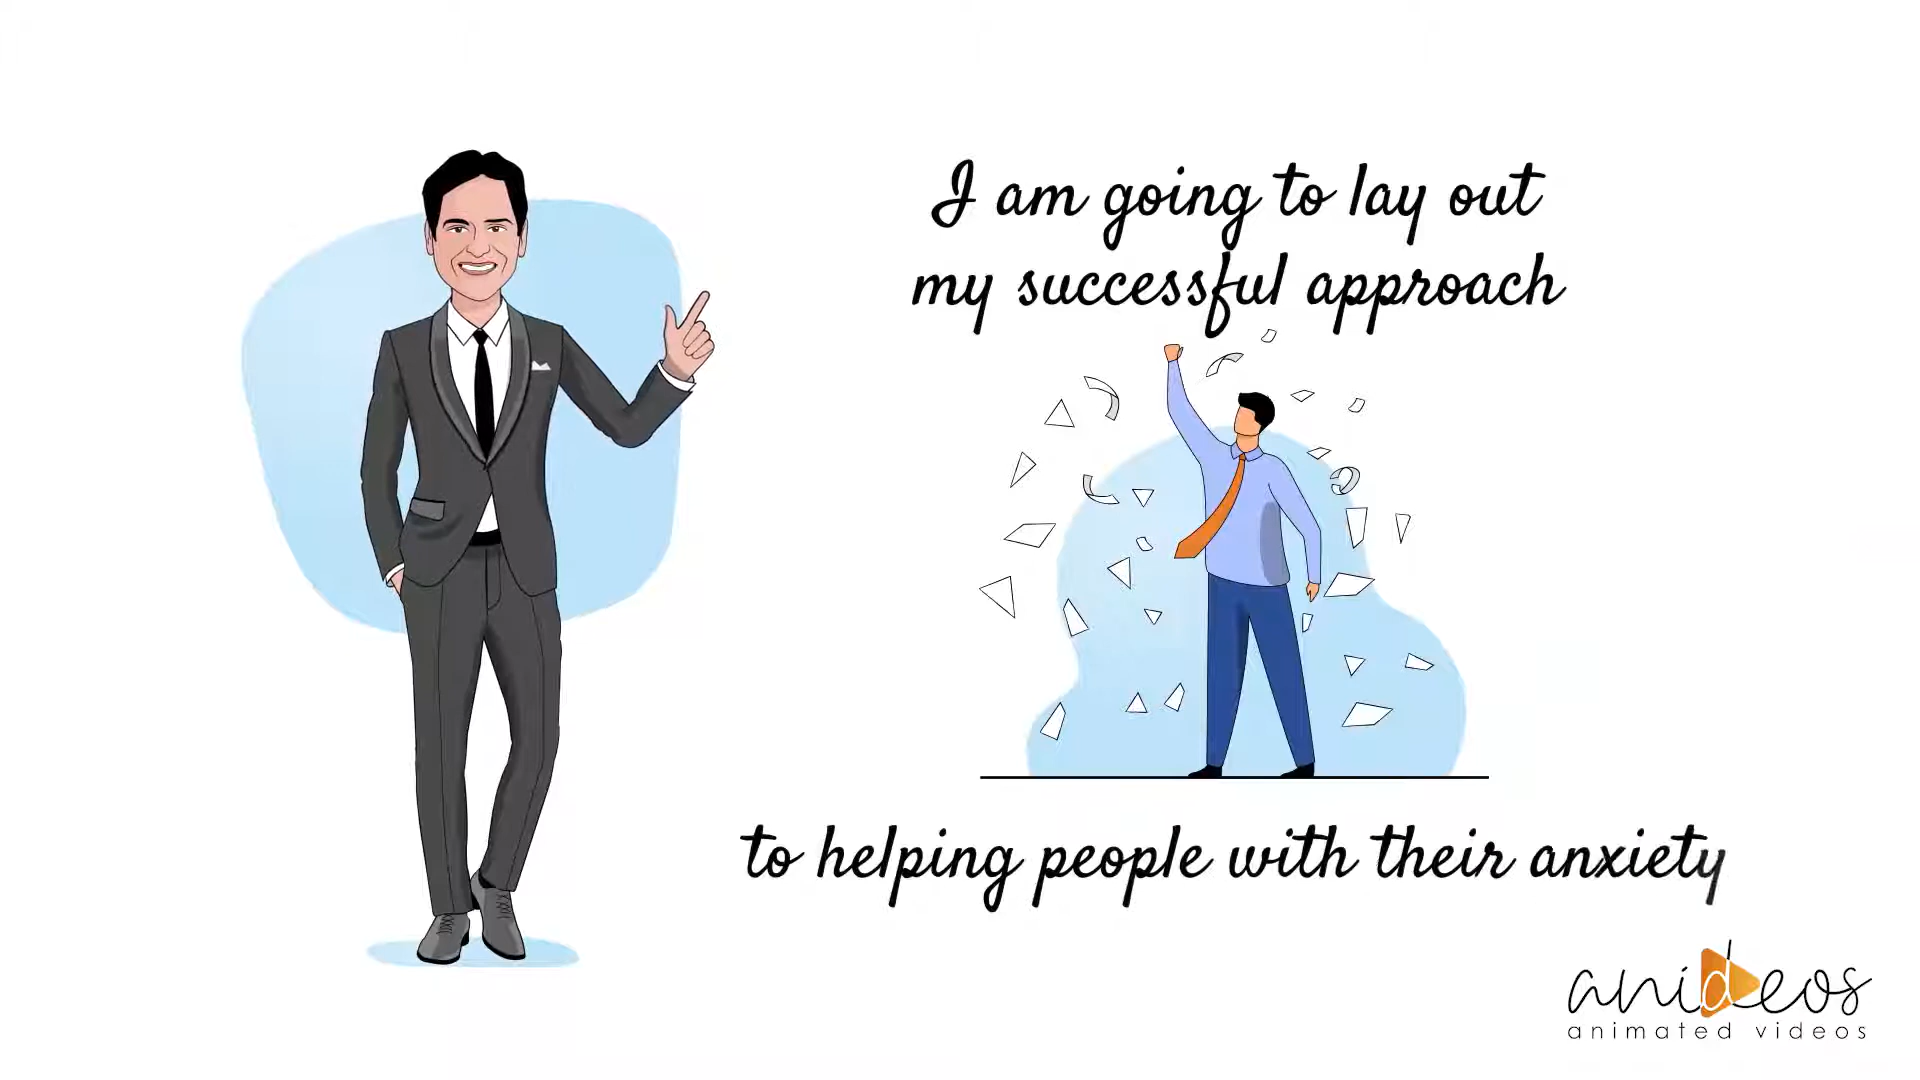 I am going to lay out
my successful approach
to helping people with their anxiety
anideos
animated videos